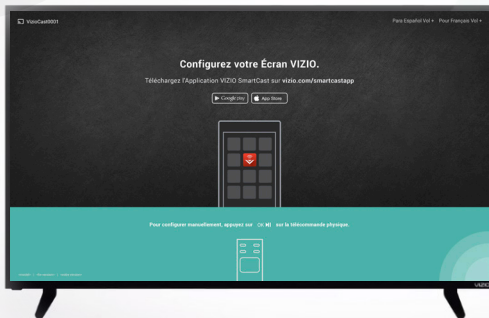 VizioCast0001
Para Español Vol ▾ Pour Français Vol ▾
Configurez votre Écran VIZIO.
Téléchargez l'Application VIZIO SmartCast sur vizio.com/smartcastapp
Google play App Store
Pour configurer manuellement, appuyez sur OK sur la télécommande physique.
VIZIO